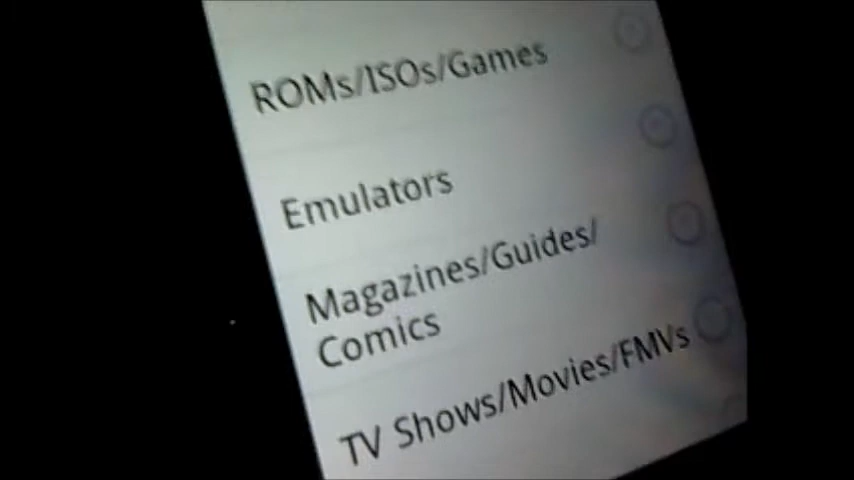 ROMs/ISOs/Games
Emulators
Magazines/Guides/
Comics
TV Shows/Movies/FMVs